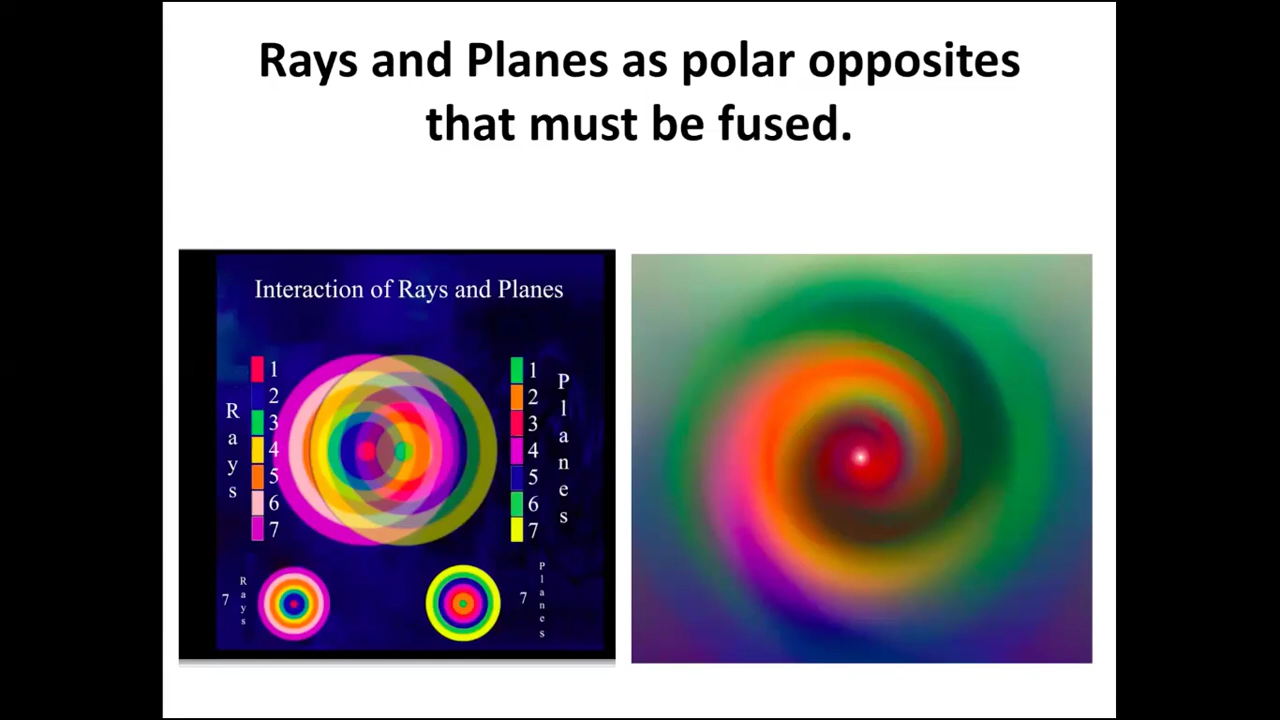 Rays and Planes as polar opposites
that must be fused.
Interaction of Rays and Planes
Rays
1
2
3
4
5
6
7
1
2
3
4
5
6
7
Planes
7
Rays
7
Planes